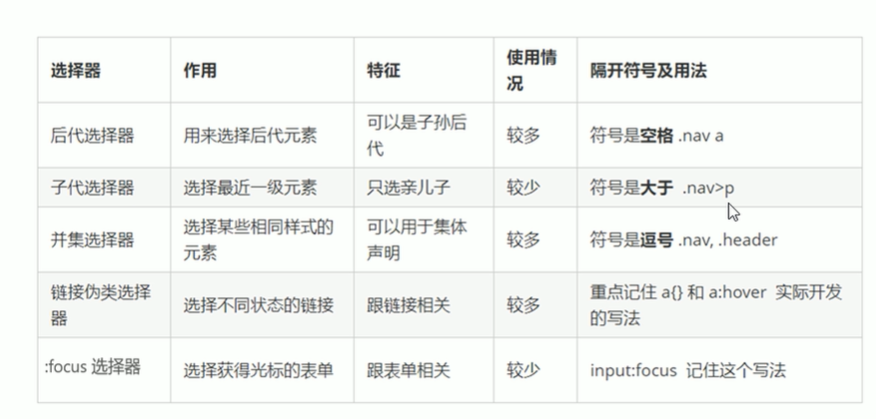 选择器 作用 特征 使用情况 隔开符号及用法
后代选择器 用来选择后代元素 可以是子孙后代 较多 符号是空格 .nav a
子代选择器 选择最近一级元素 只选亲儿子 较少 符号是大于 .nav>p
并集选择器 选择某些相同样式的元素 可以用于集体声明 较多 符号是逗号 .nav, .header
链接伪类选择器 选择不同状态的链接 跟链接相关 较多 重点记住 a{} 和 a:hover 实际开发的写法
:focus 选择器 选择获得光标的表单 跟表单相关 较少 input:focus 记住这个写法